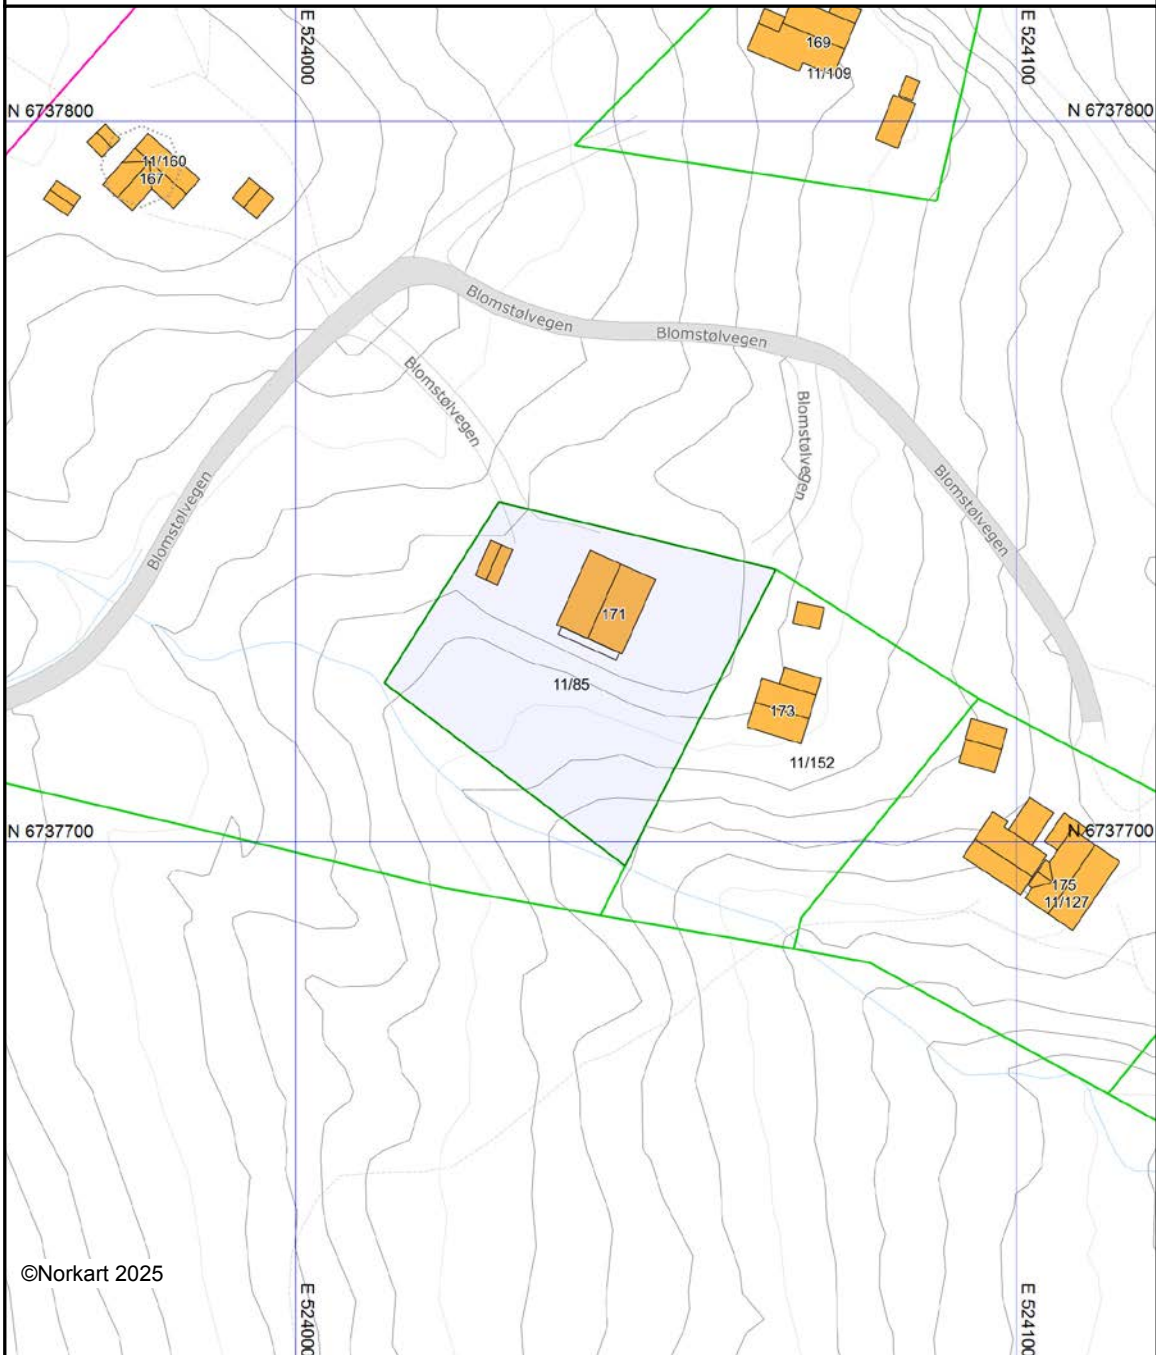 E 524000
E 524100
169
11/109
N 6737800
N 6737800
11/160
167
Blomstølvegen
Blomstølvegen
Blomstølvegen
Blomstølvegen
Blomstølvegen
Blomstølvegen
171
11/85
173
11/152
N 6737700
N 6737700
175
11/127
©Norkart 2025
E 524000
E 524100